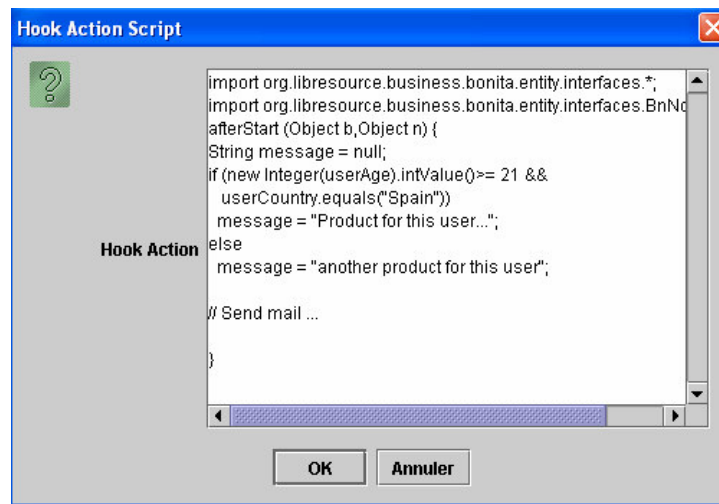 Hook Action Script
import org.libresource.business.bonita.entity.interfaces.*;
import org.libresource.business.bonita.entity.interfaces.BnNo
afterStart (Object b,Object n) {
String message = null;
if (new Integer(userAge).intValue()>= 21 &&
userCountry.equals("Spain"))
message = "Product for this user...";
Hook Action
else
message = "another product for this user";
// Send mail ...
}
OK
Annuler